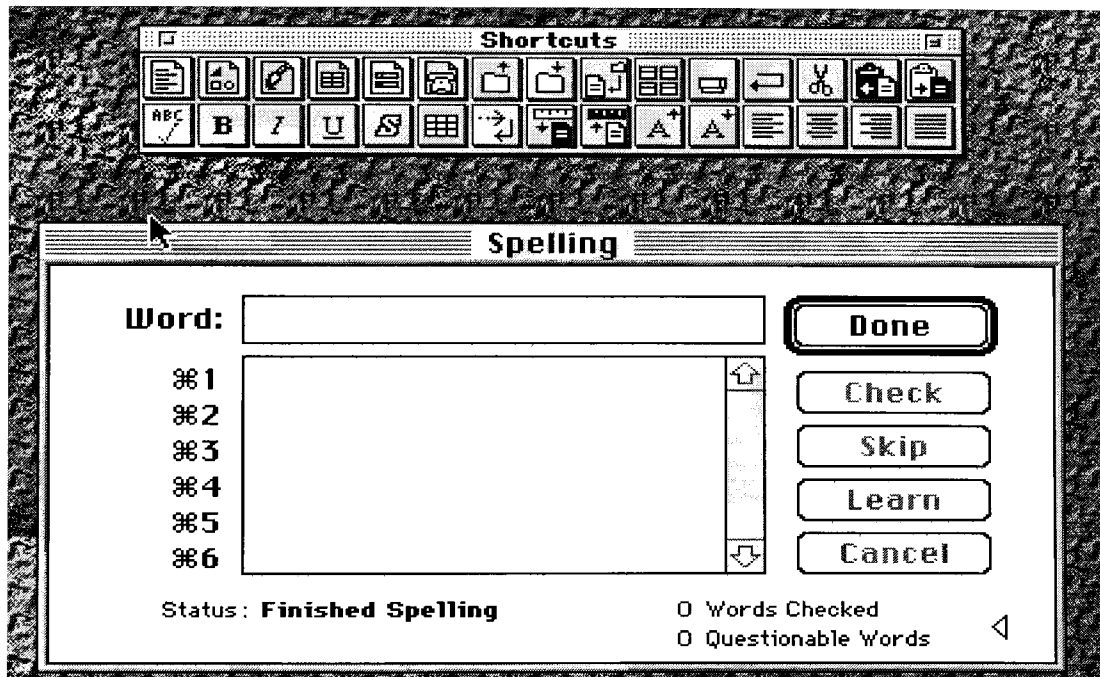 Shortcuts
ABC B I U S A A
Spelling
Word:
Done
⌘1
Check
⌘2
⌘3
Skip
⌘4
Learn
⌘5
⌘6
Cancel
Status: Finished Spelling
0 Words Checked
0 Questionable Words